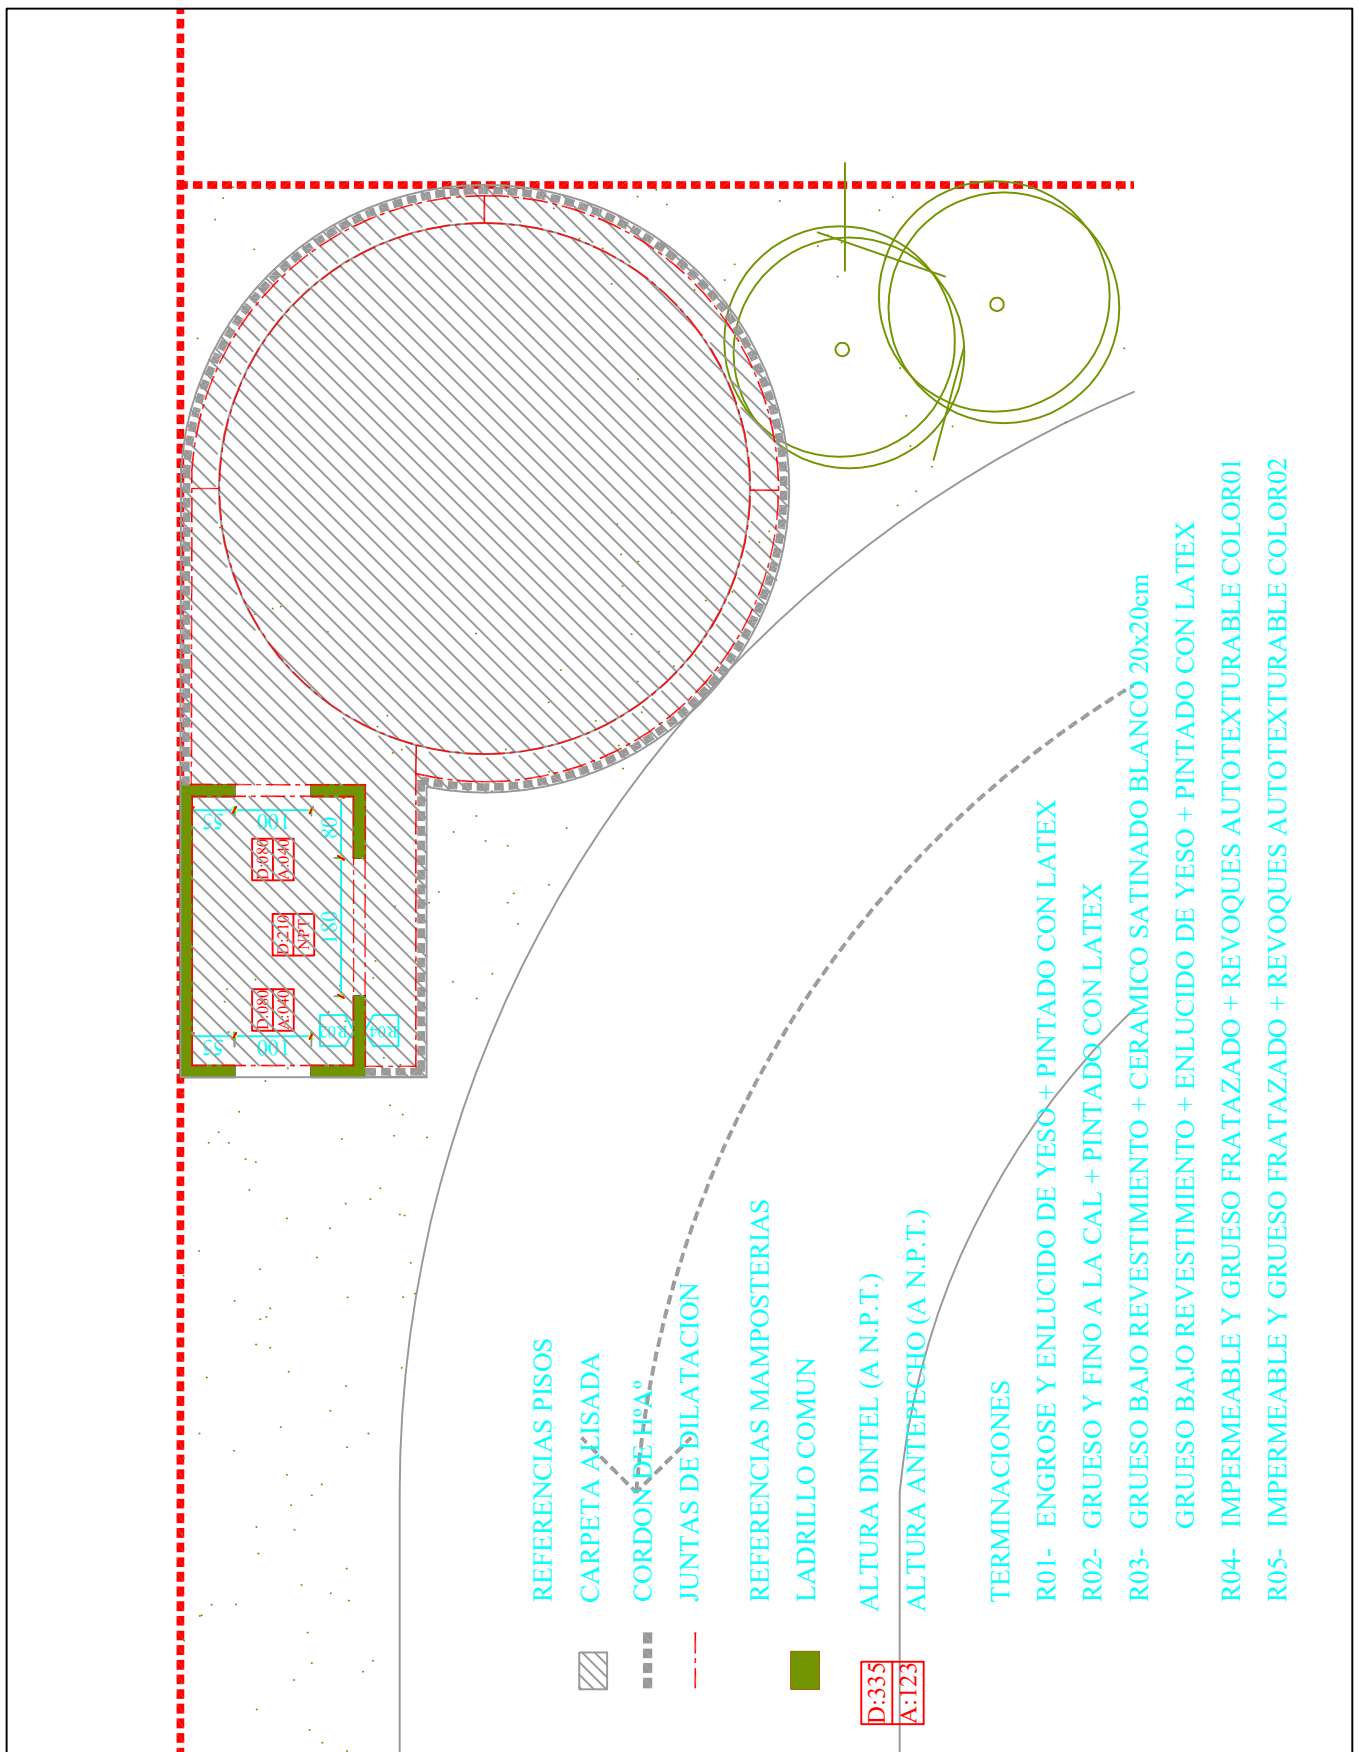 55
100
80
D:080
A:040
D:210
NPT
180
D:080
A:040
R02
R04
55
100
REFERENCIAS PISOS
CARPETA ALISADA
CORDON DE HºAº
JUNTAS DE DILATACION
REFERENCIAS MAMPOSTERIAS
LADRILLO COMUN
D:335
A:123
ALTURA DINTEL (A N.P.T.)
ALTURA ANTEPECHO (A N.P.T.)
TERMINACIONES
R01- ENGROSE Y ENLUCIDO DE YESO + PINTADO CON LATEX
R02- GRUESO Y FINO A LA CAL + PINTADO CON LATEX
R03- GRUESO BAJO REVESTIMIENTO + CERAMICO SATINADO BLANCO 20x20cm
GRUESO BAJO REVESTIMIENTO + ENLUCIDO DE YESO + PINTADO CON LATEX
R04- IMPERMEABLE Y GRUESO FRATAZADO + REVOQUES AUTOTEXTURABLE COLOR01
R05- IMPERMEABLE Y GRUESO FRATAZADO + REVOQUES AUTOTEXTURABLE COLOR02